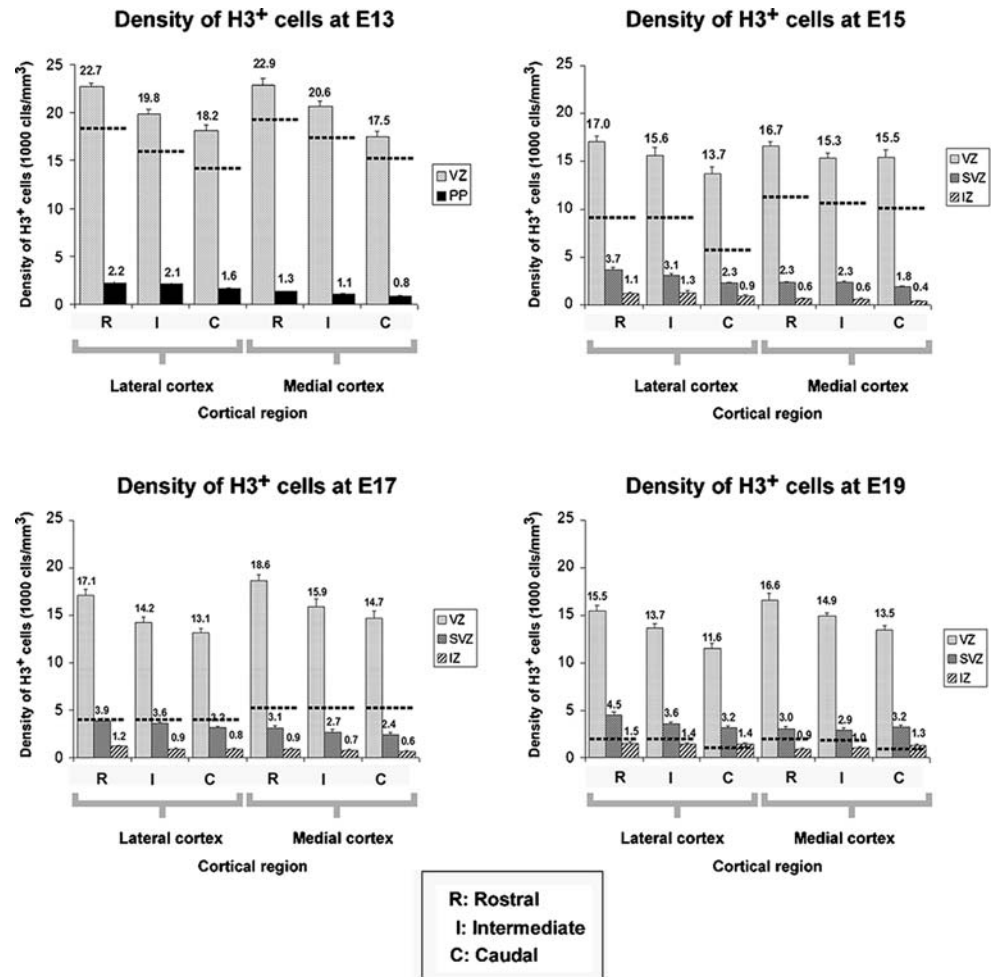 Density of H3+ cells at E13
Density of H3+ cells (1000 clls/mm3)
25
20
15
10
5
0
22.7
19.8
18.2
22.9
20.6
17.5
2.2
2.1
1.6
1.3
1.1
0.8
VZ
PP
R I C R I C
Lateral cortex Medial cortex
Cortical region
Density of H3+ cells at E15
Density of H3+ cells (1000 clls/mm3)
25
20
15
10
5
0
17.0
15.6
13.7
16.7
15.3
15.5
3.7
1.1
3.1
1.3
2.3
0.9
2.3
0.6
2.3
0.6
1.8
0.4
VZ
SVZ
IZ
R I C R I C
Lateral cortex Medial cortex
Cortical region
Density of H3+ cells at E17
Density of H3+ cells (1000 clls/mm3)
25
20
15
10
5
0
17.1
14.2
13.1
18.6
15.9
14.7
3.9
1.2
3.6
0.9
0.8
3.1
0.9
2.7
0.7
2.4
0.6
VZ
SVZ
IZ
R I C R I C
Lateral cortex Medial cortex
Cortical region
Density of H3+ cells at E19
Density of H3+ cells (1000 clls/mm3)
25
20
15
10
5
0
15.5
13.7
11.6
16.6
14.9
13.5
4.5
1.5
3.6
1.4
3.2
1.4
3.0
0.9
2.9
1.0
3.2
1.3
VZ
SVZ
IZ
R I C R I C
Lateral cortex Medial cortex
Cortical region
R: Rostral
I: Intermediate
C: Caudal